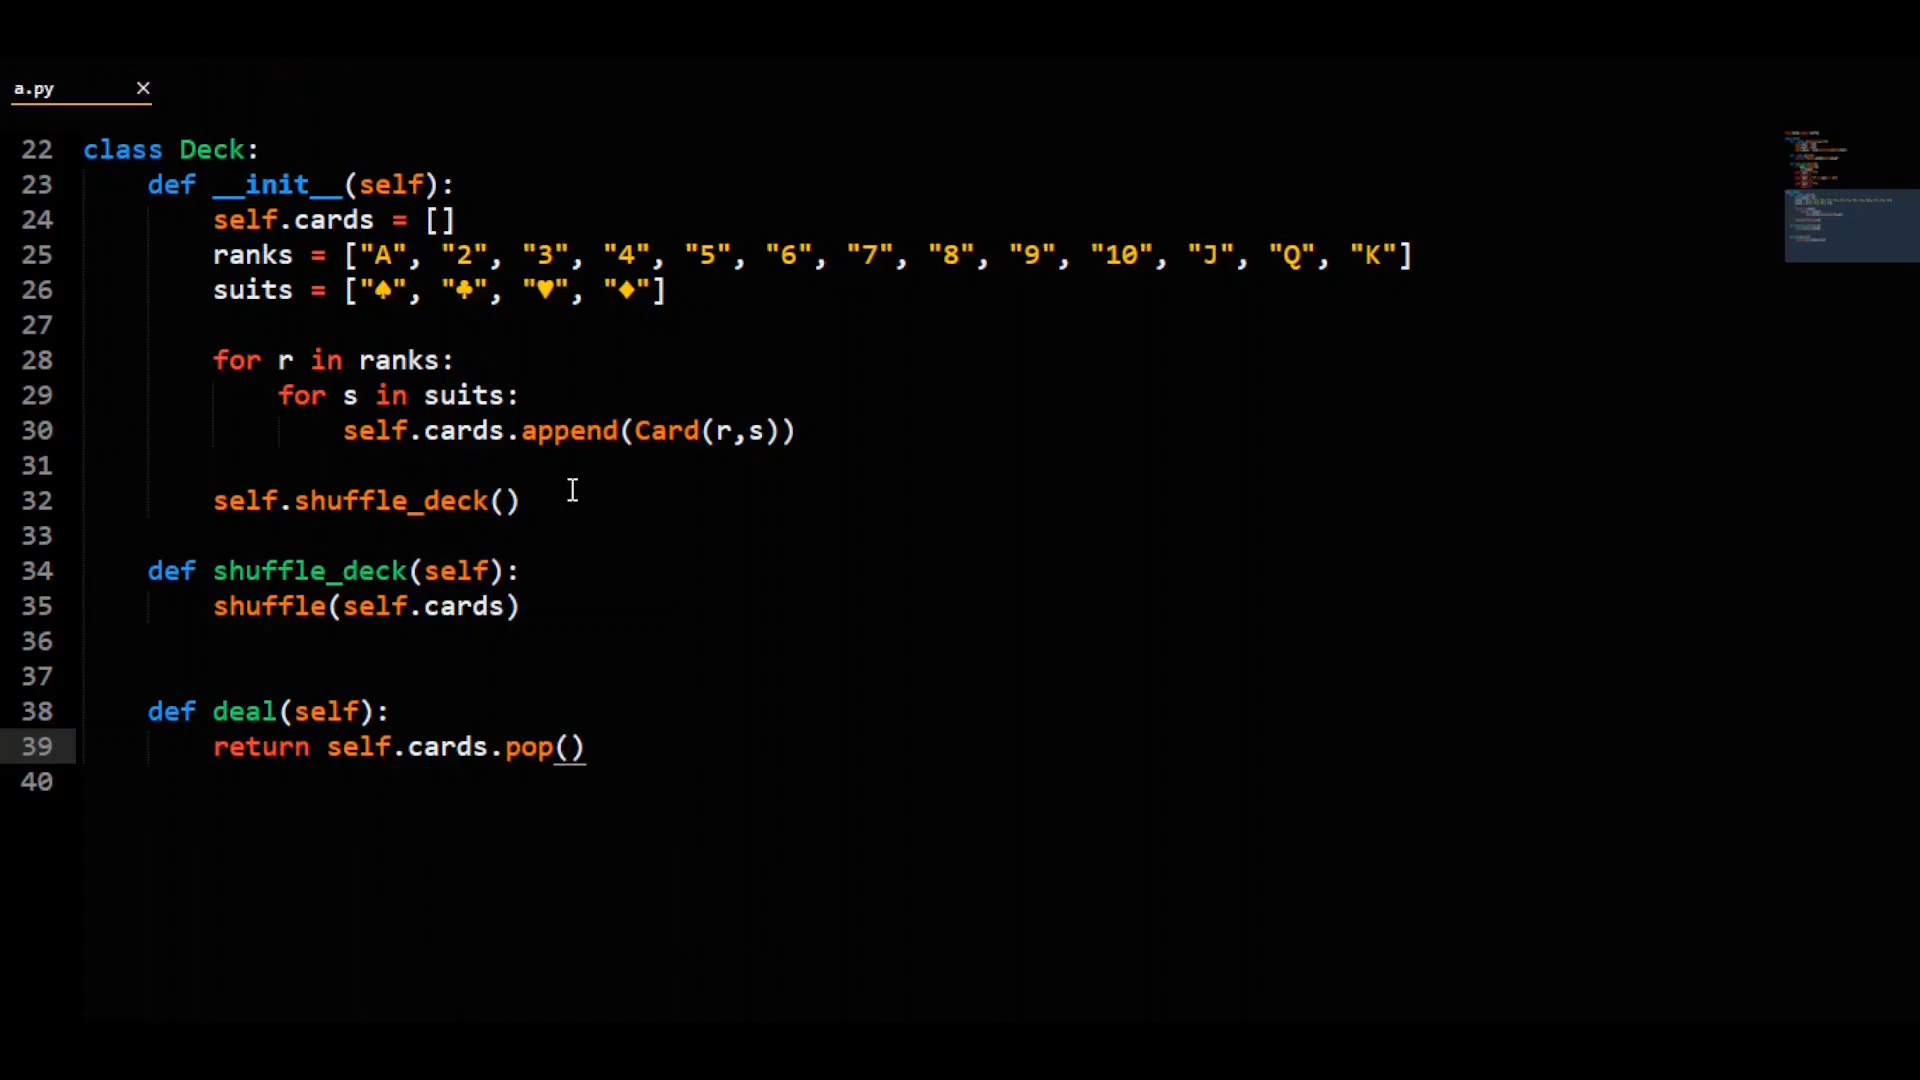 a.py ×
22 class Deck:
23     def __init__(self):
24         self.cards = []
25         ranks = ["A", "2", "3", "4", "5", "6", "7", "8", "9", "10", "J", "Q", "K"]
26         suits = ["♠", "♣", "♥", "♦"]
27
28         for r in ranks:
29             for s in suits:
30                 self.cards.append(Card(r,s))
31
32         self.shuffle_deck()
33
34     def shuffle_deck(self):
35         shuffle(self.cards)
36
37
38     def deal(self):
39         return self.cards.pop()
40